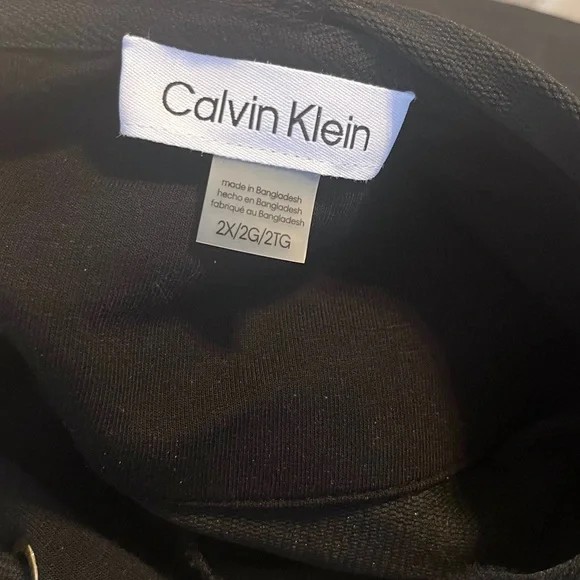 Calvin Klein
made in Bangladesh
hecho en Bangladesh
fabriqué au Bangladesh
2X/2G/2TG